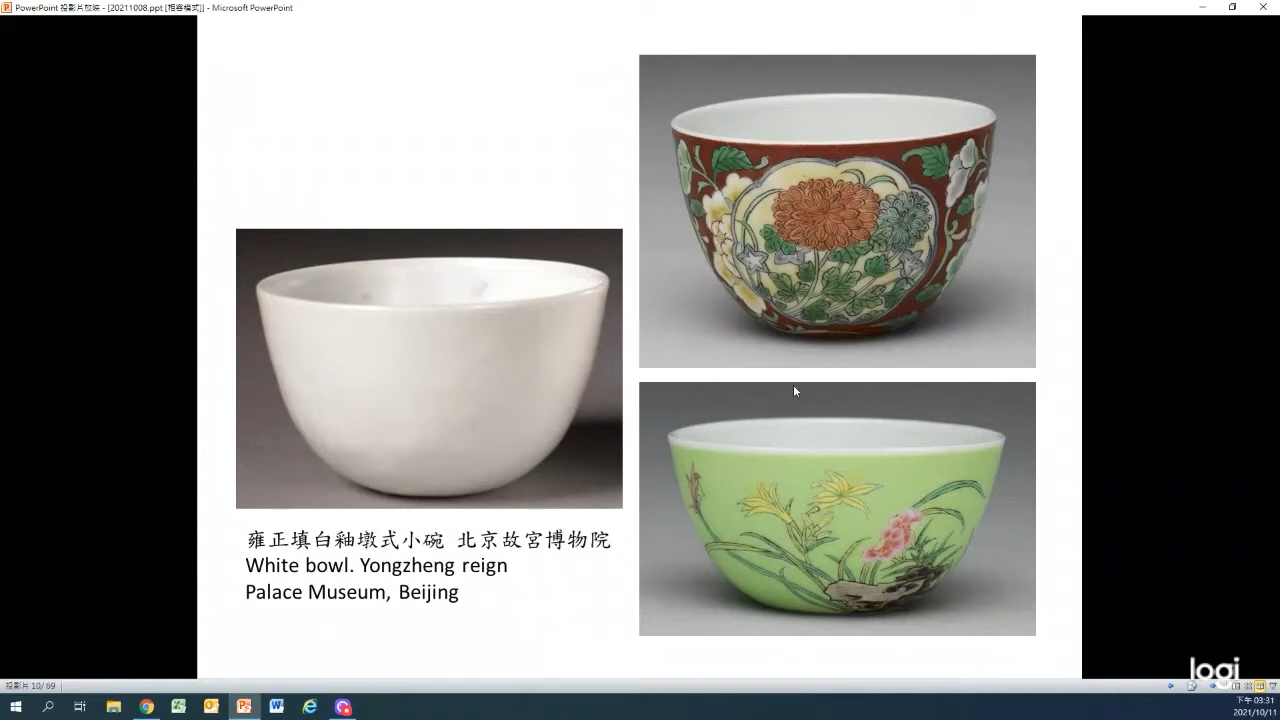 PowerPoint 投影片放映 - [20211008.ppt [相容模式]] - Microsoft PowerPoint
雍正填白釉墩式小碗 北京故宮博物院
White bowl. Yongzheng reign
Palace Museum, Beijing
logi
投影片 10/ 69
下午 03:31
2021/10/11